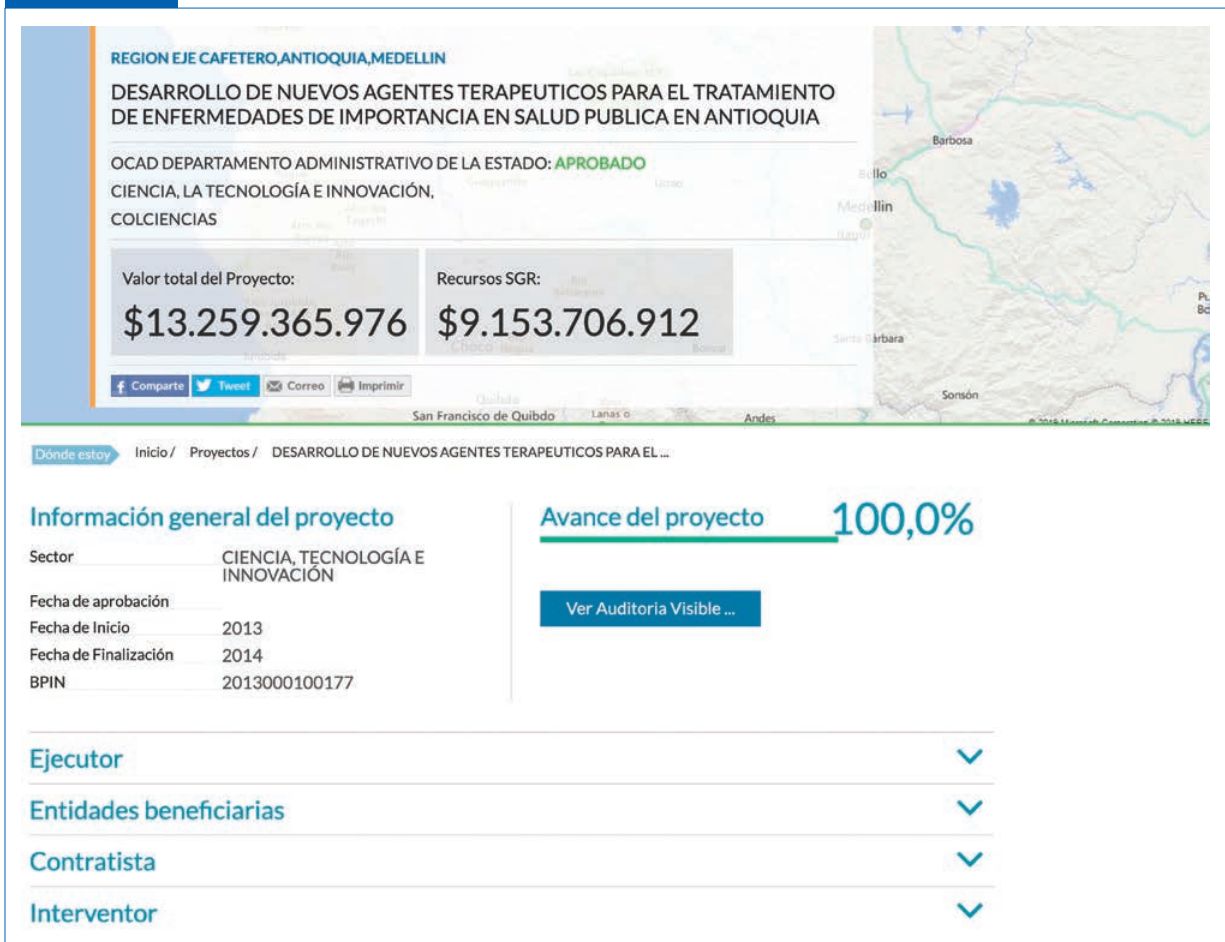 REGION EJE CAFETERO,ANTIOQUIA,MEDELLIN
DESARROLLO DE NUEVOS AGENTES TERAPEUTICOS PARA EL TRATAMIENTO
DE ENFERMEDADES DE IMPORTANCIA EN SALUD PUBLICA EN ANTIOQUIA
OCAD DEPARTAMENTO ADMINISTRATIVO DE LA ESTADO: APROBADO
CIENCIA, LA TECNOLOGÍA E INNOVACIÓN,
COLCIENCIAS
Valor total del Proyecto:
$13.259.365.976
Recursos SGR:
$9.153.706.912
Comparte
Tweet
Correo
Imprimir
Barbosa
Bello
Medellin
Itagui
Santa Bárbara
Sonsón
San Francisco de Quibdo
Andes
Dónde estoy
Inicio / Proyectos / DESARROLLO DE NUEVOS AGENTES TERAPEUTICOS PARA EL ...
Información general del proyecto
Sector CIENCIA, TECNOLOGÍA E
INNOVACIÓN
Fecha de aprobación
Fecha de Inicio 2013
Fecha de Finalización 2014
BPIN 2013000100177
Avance del proyecto 100,0%
Ver Auditoria Visible ...
Ejecutor
Entidades beneficiarias
Contratista
Interventor